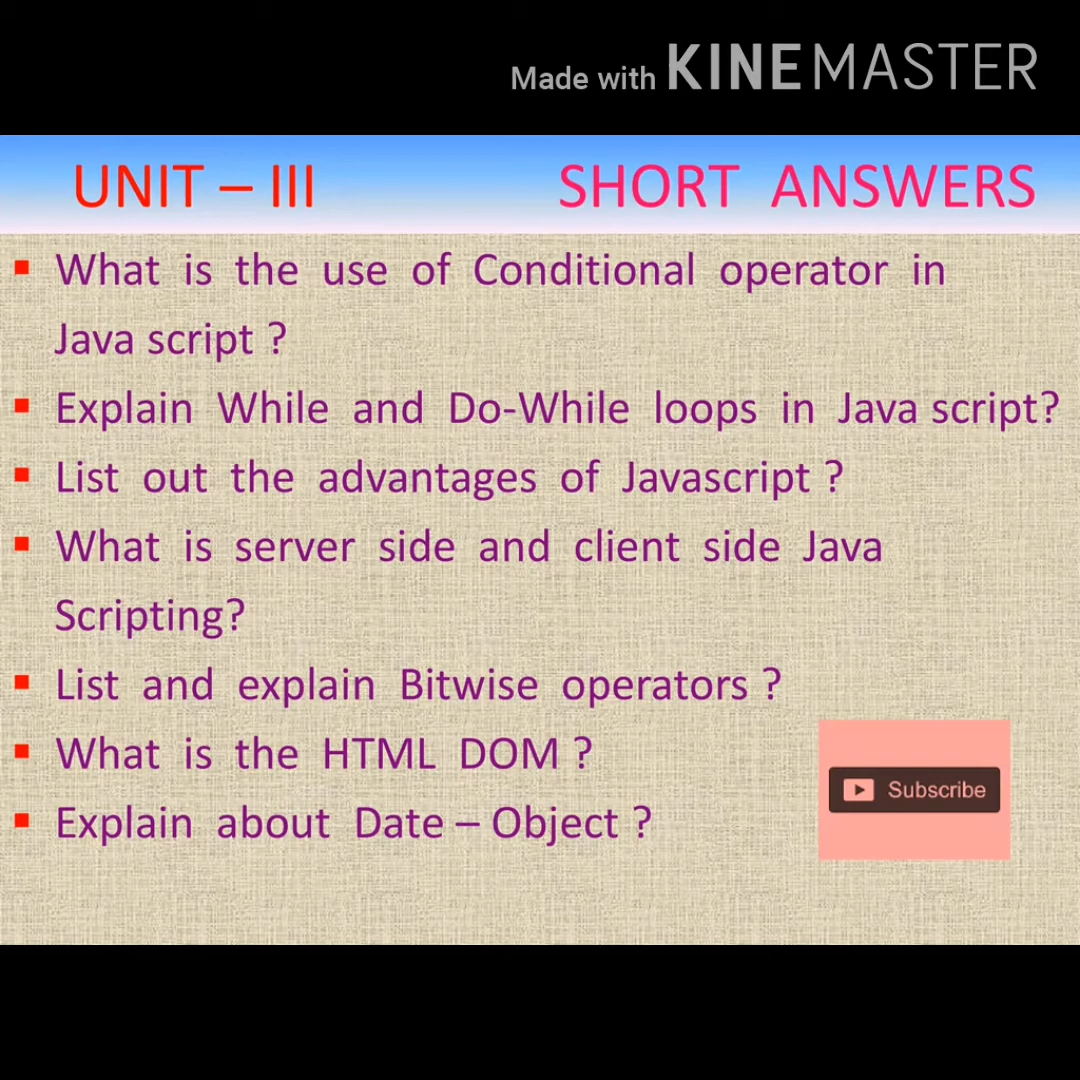 Made with KINEMASTER
UNIT – III SHORT ANSWERS
▪ What is the use of Conditional operator in
Java script ?
▪ Explain While and Do-While loops in Java script?
▪ List out the advantages of Javascript ?
▪ What is server side and client side Java
Scripting?
▪ List and explain Bitwise operators ?
▪ What is the HTML DOM ?
Subscribe
▪ Explain about Date – Object ?